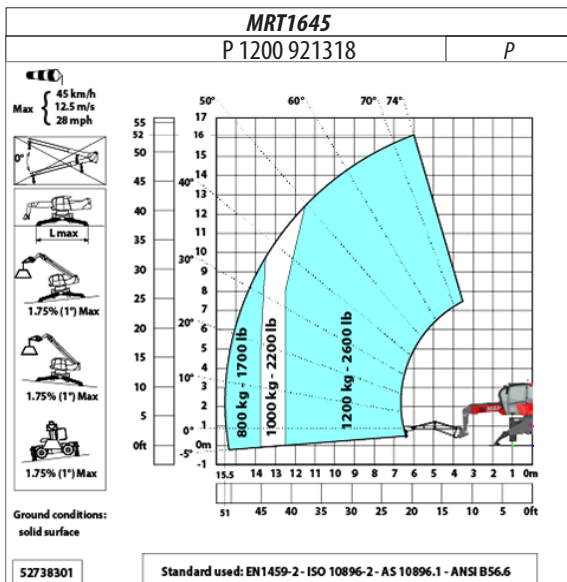 MRT1645
P 1200 921318 P
Max { 45 km/h
12.5 m/s
28 mph
0°
L max
1.75% (1°) Max
1.75% (1°) Max
1.75% (1°) Max
Ground conditions:
solid surface
52738301
55
52
50
45
40
35
30
25
20
15
10
5
0ft
17
16
15
14
13
12
11
10
9
8
7
6
5
4
3
2
1
0m
-1
50° 60° 70° 74°
40°
30°
20°
10°
0°
-5°
800 kg - 1700 lb
1000 kg - 2200 lb
1200 kg - 2600 lb
15.5 14 13 12 11 10 9 8 7 6 5 4 3 2 1 0m
51 45 40 35 30 25 20 15 10 5 0ft
Standard used: EN1459-2 - ISO 10896-2 - AS 10896.1 - ANSI B56.6